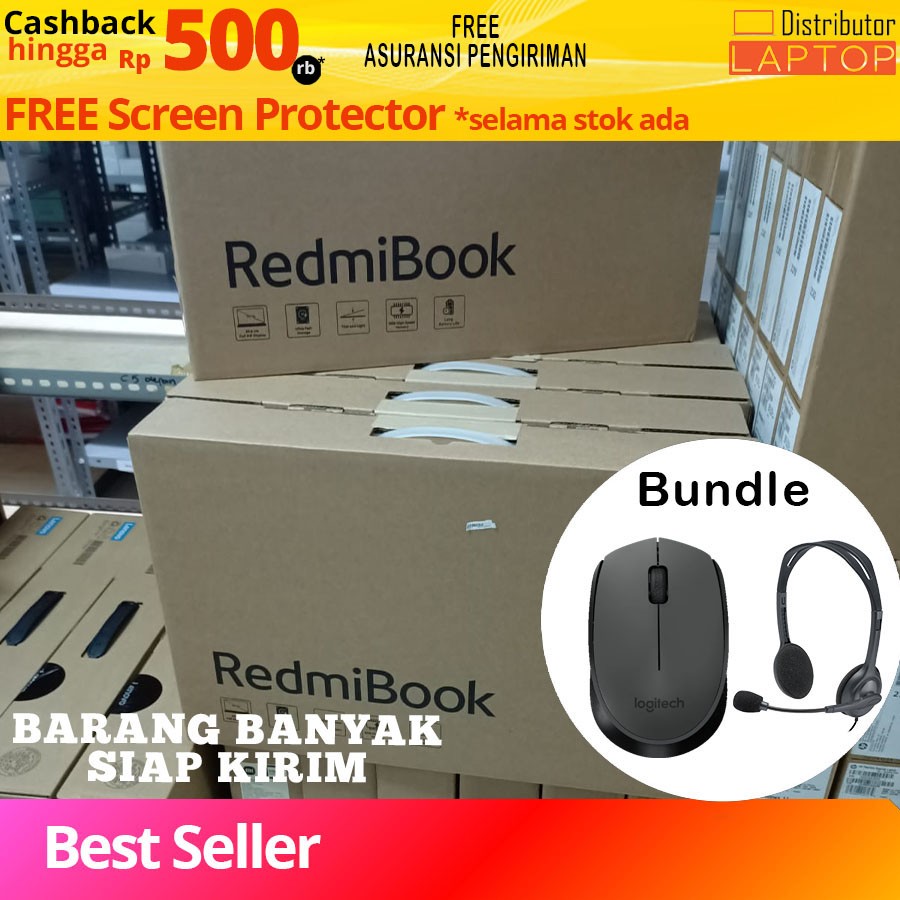 Cashback
hingga Rp 500 rb*
FREE
ASURANSI PENGIRIMAN
Distributor
LAPTOP
FREE Screen Protector *selama stok ada
RedmiBook
Bundle
logitech
RedmiBook
BARANG BANYAK
SIAP KIRIM
Best Seller